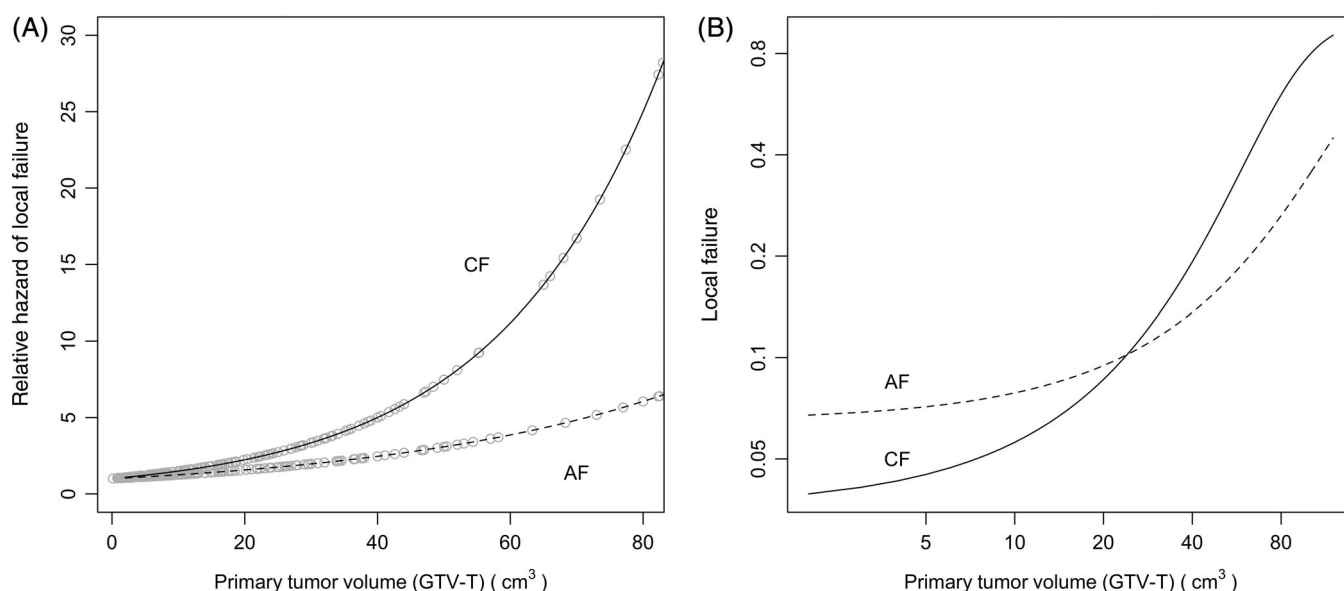 (A)
Relative hazard of local failure
30
25
20
15
10
5
0
CF
AF
0 20 40 60 80
Primary tumor volume (GTV-T) ( cm³ )
(B)
Local failure
0.8
0.4
0.2
0.1
0.05
AF
CF
5 10 20 40 80
Primary tumor volume (GTV-T) ( cm³ )